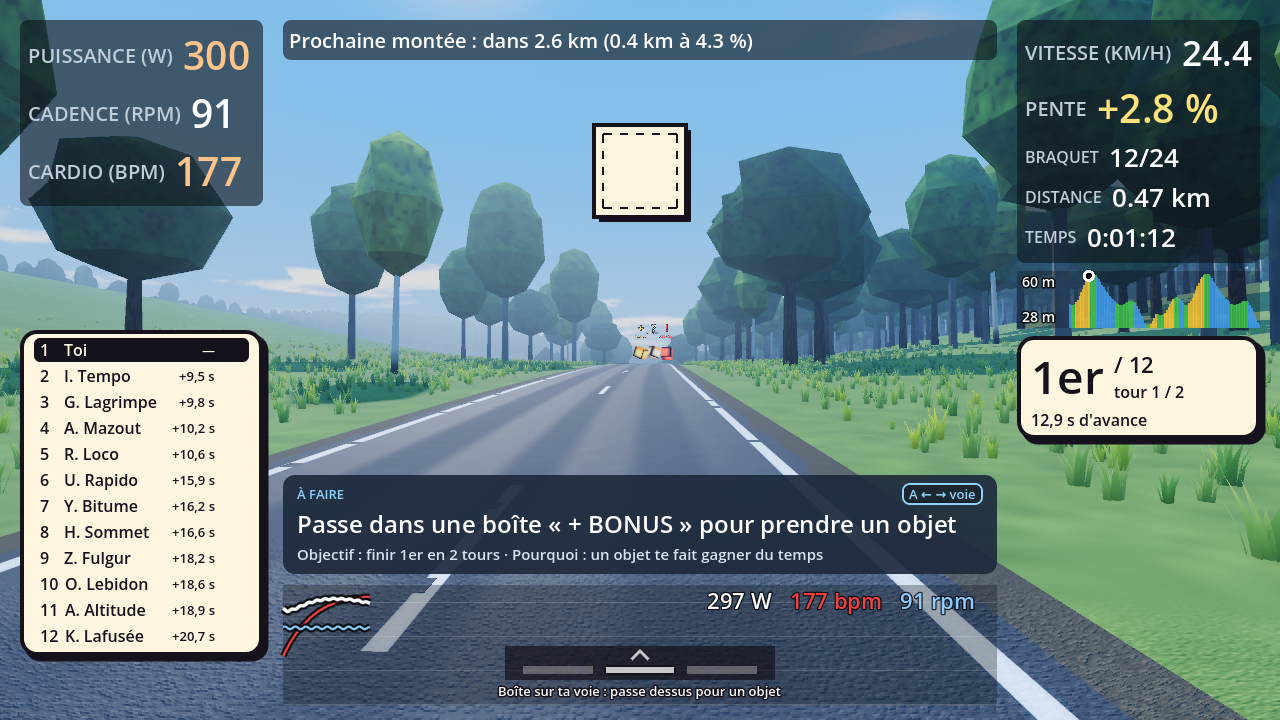 PUISSANCE (W) 300
CADENCE (RPM) 91
CARDIO (BPM) 177
Prochaine montée : dans 2.6 km (0.4 km à 4.3 %)
VITESSE (KM/H) 24.4
PENTE +2.8 %
BRAQUET 12/24
DISTANCE 0.47 km
TEMPS 0:01:12
60 m
28 m
1er / 12
tour 1 / 2
12,9 s d'avance
1 Toi —
2 I. Tempo +9,5 s
3 G. Lagrimpe +9,8 s
4 A. Mazout +10,2 s
5 R. Loco +10,6 s
6 U. Rapido +15,9 s
7 Y. Bitume +16,2 s
8 H. Sommet +16,6 s
9 Z. Fulgur +18,2 s
10 O. Lebidon +18,6 s
11 A. Altitude +18,9 s
12 K. Lafusée +20,7 s
À FAIRE
A ← → voie
Passe dans une boîte « + BONUS » pour prendre un objet
Objectif : finir 1er en 2 tours · Pourquoi : un objet te fait gagner du temps
297 W 177 bpm 91 rpm
Boîte sur ta voie : passe dessus pour un objet